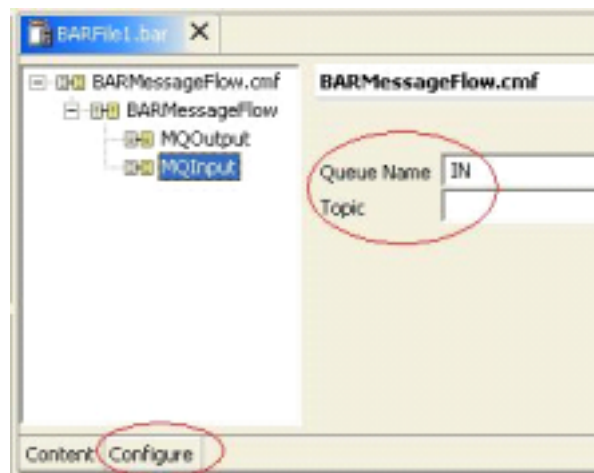 BARFile1.bar
BARMessageFlow.cmf
BARMessageFlow
MQOutput
MQInput
BARMessageFlow.cmf
Queue Name IN
Topic
Content Configure